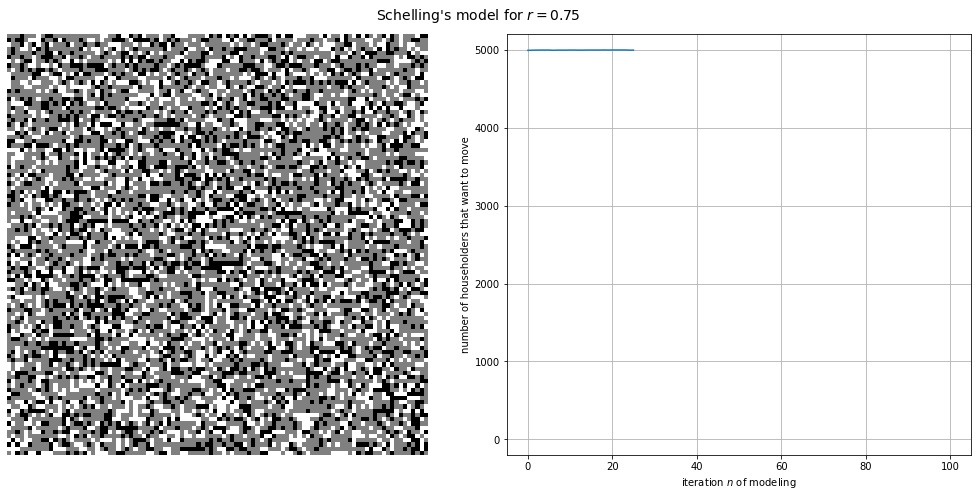 Schelling's model for r = 0.75
number of householders that want to move
5000
4000
3000
2000
1000
0
0 20 40 60 80 100
iteration n of modeling